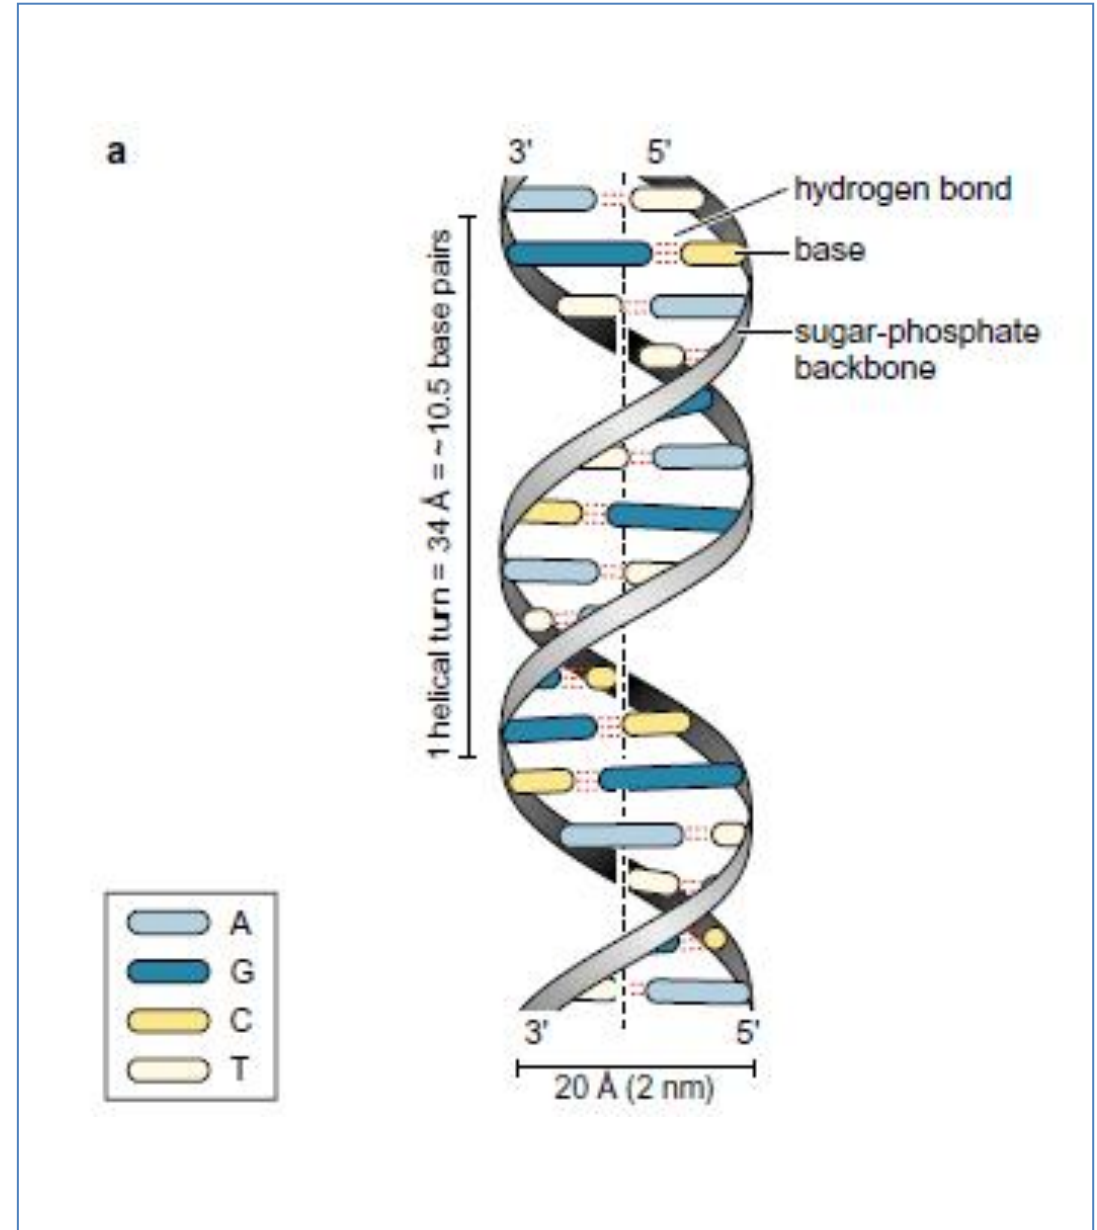 a
3' 5'
hydrogen bond
base
sugar-phosphate
backbone
1 helical turn = 34 Å = ~10.5 base pairs
A
G
C
T
3' 5'
20 Å (2 nm)